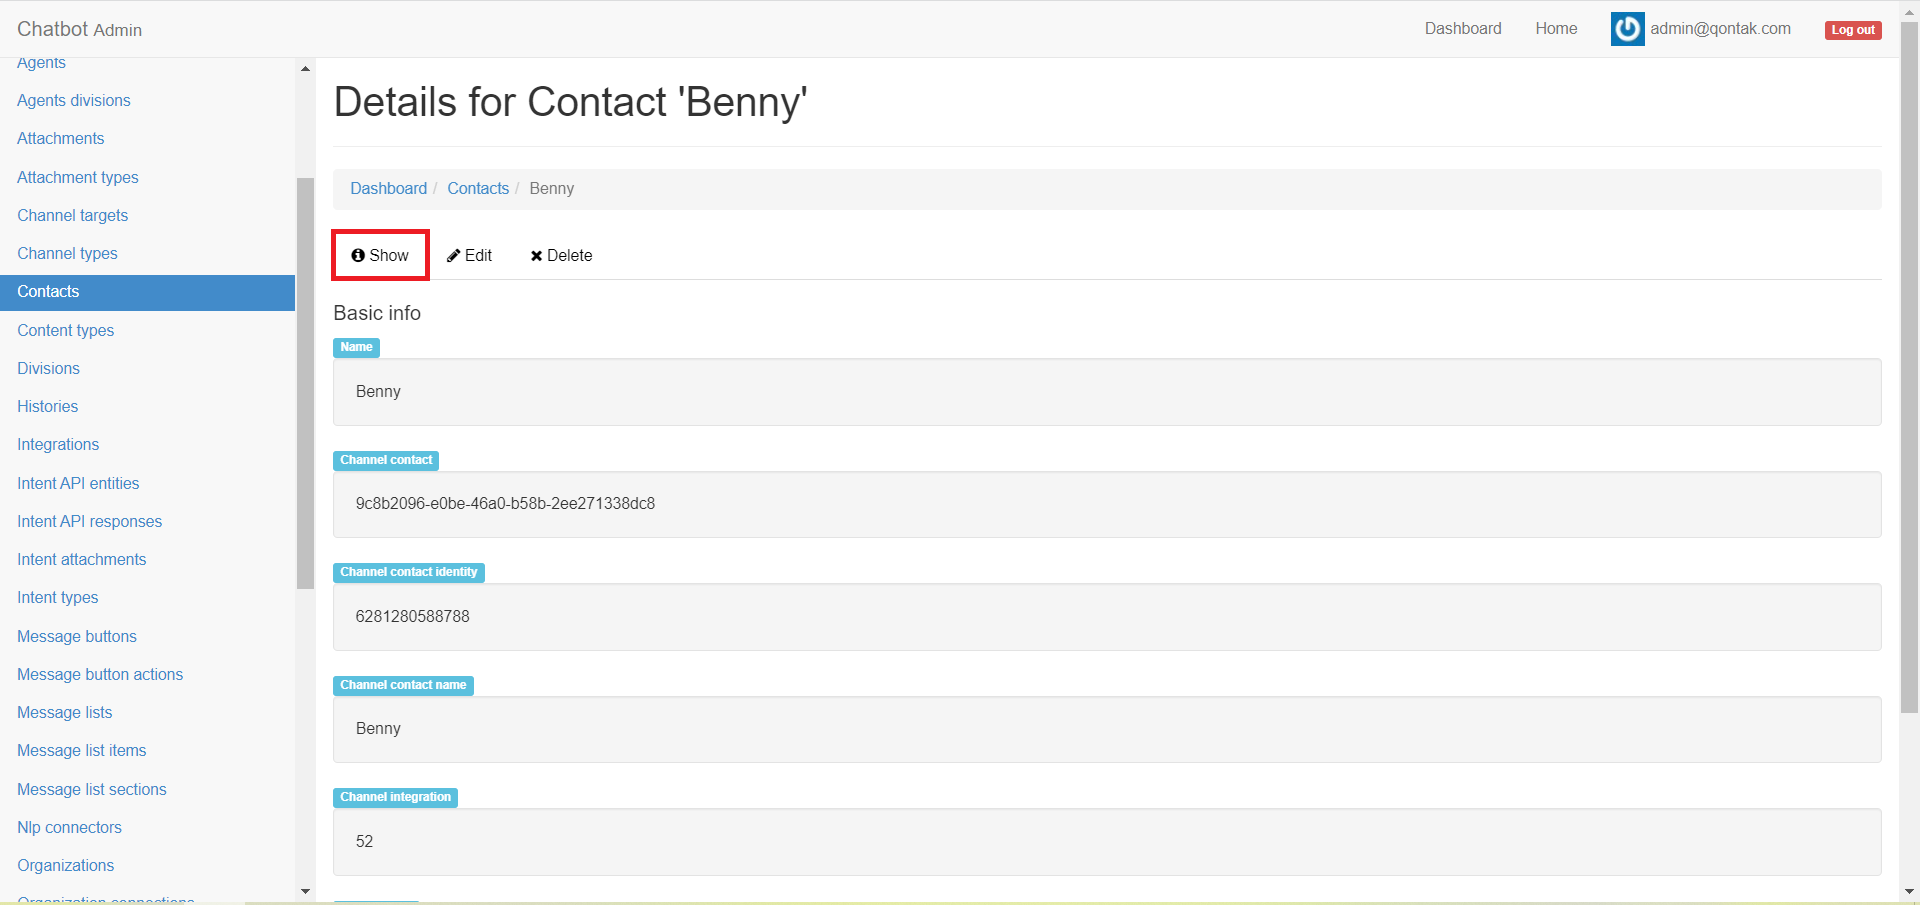 Chatbot Admin
Dashboard
Home
admin@qontak.com
Log out
Agents
Agents divisions
Attachments
Attachment types
Channel targets
Channel types
Contacts
Content types
Divisions
Histories
Integrations
Intent API entities
Intent API responses
Intent attachments
Intent types
Message buttons
Message button actions
Message lists
Message list items
Message list sections
Nlp connectors
Organizations
Organization connections
Details for Contact 'Benny'
Dashboard / Contacts / Benny
Show
Edit
Delete
Basic info
Name
Benny
Channel contact
9c8b2096-e0be-46a0-b58b-2ee271338dc8
Channel contact identity
6281280588788
Channel contact name
Benny
Channel integration
52